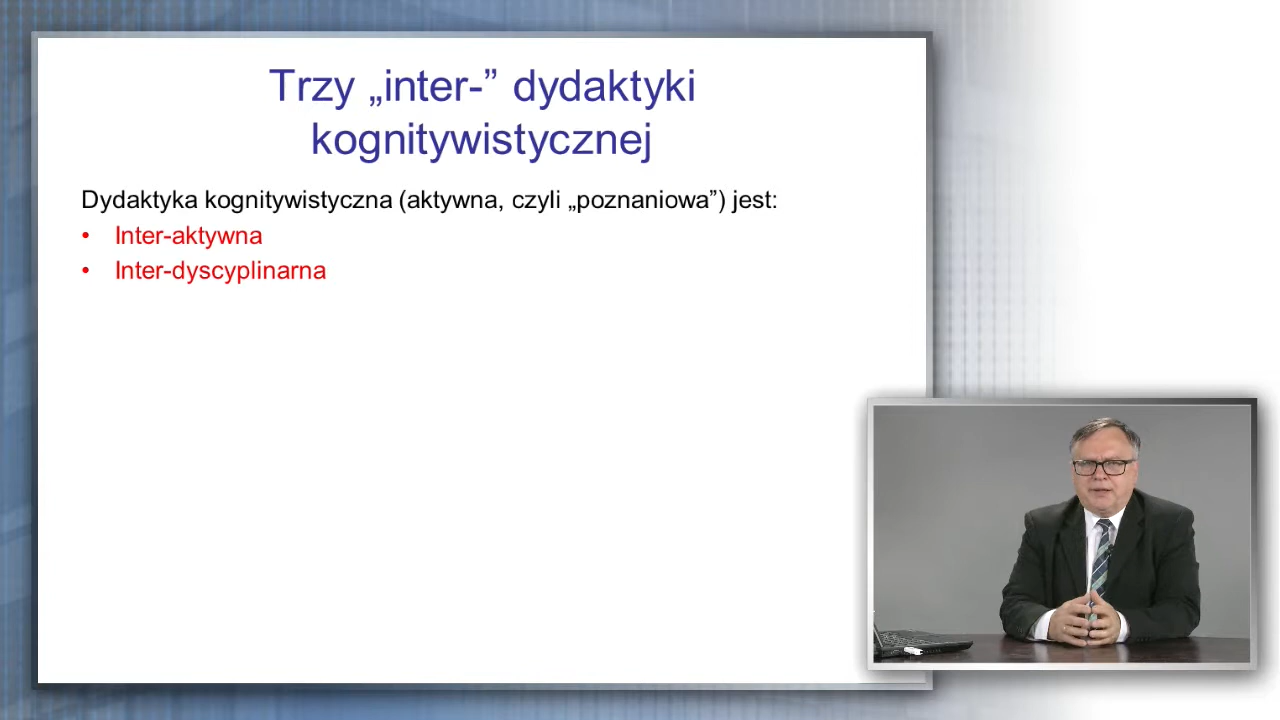 Trzy „inter-” dydaktyki
kognitywistycznej
Dydaktyka kognitywistyczna (aktywna, czyli „poznaniowa”) jest:
• Inter-aktywna
• Inter-dyscyplinarna